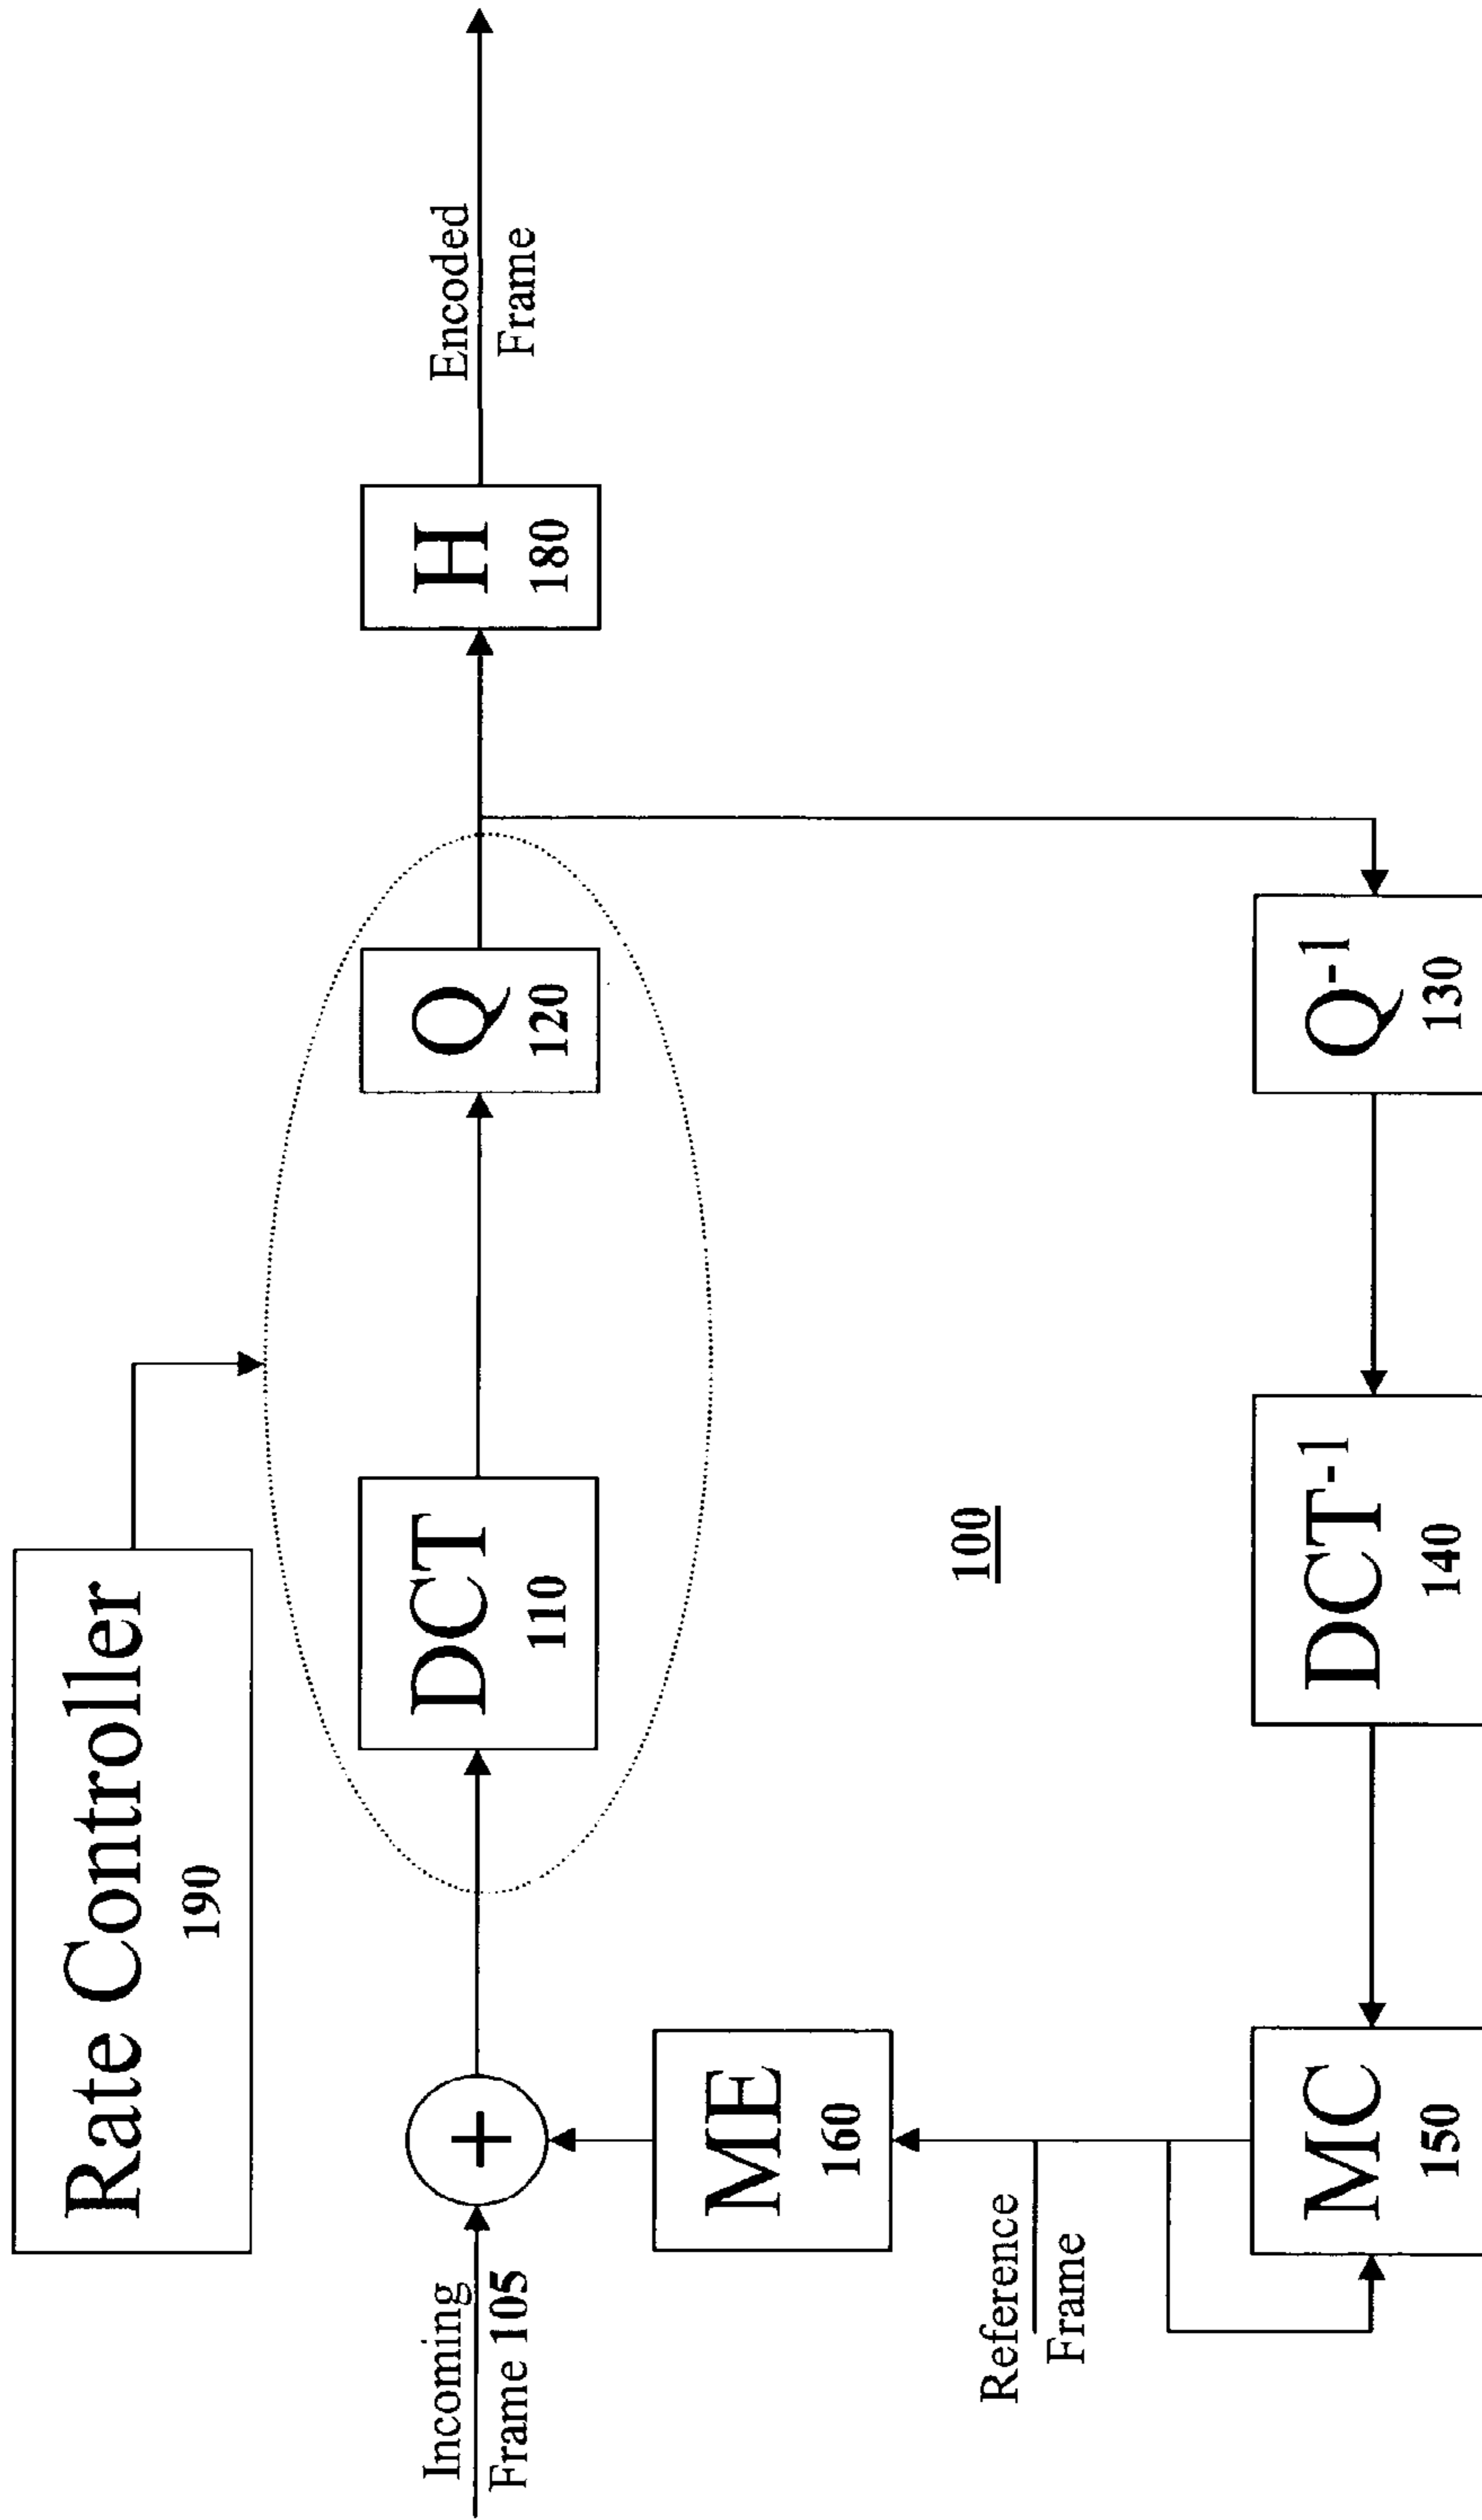 Rate Controller
190
Incoming
Frame 105
+
DCT
110
Q
120
H
180
Encoded
Frame
ME
160
100
Reference
Frame
MC
150
DCT-1
140
Q-1
130